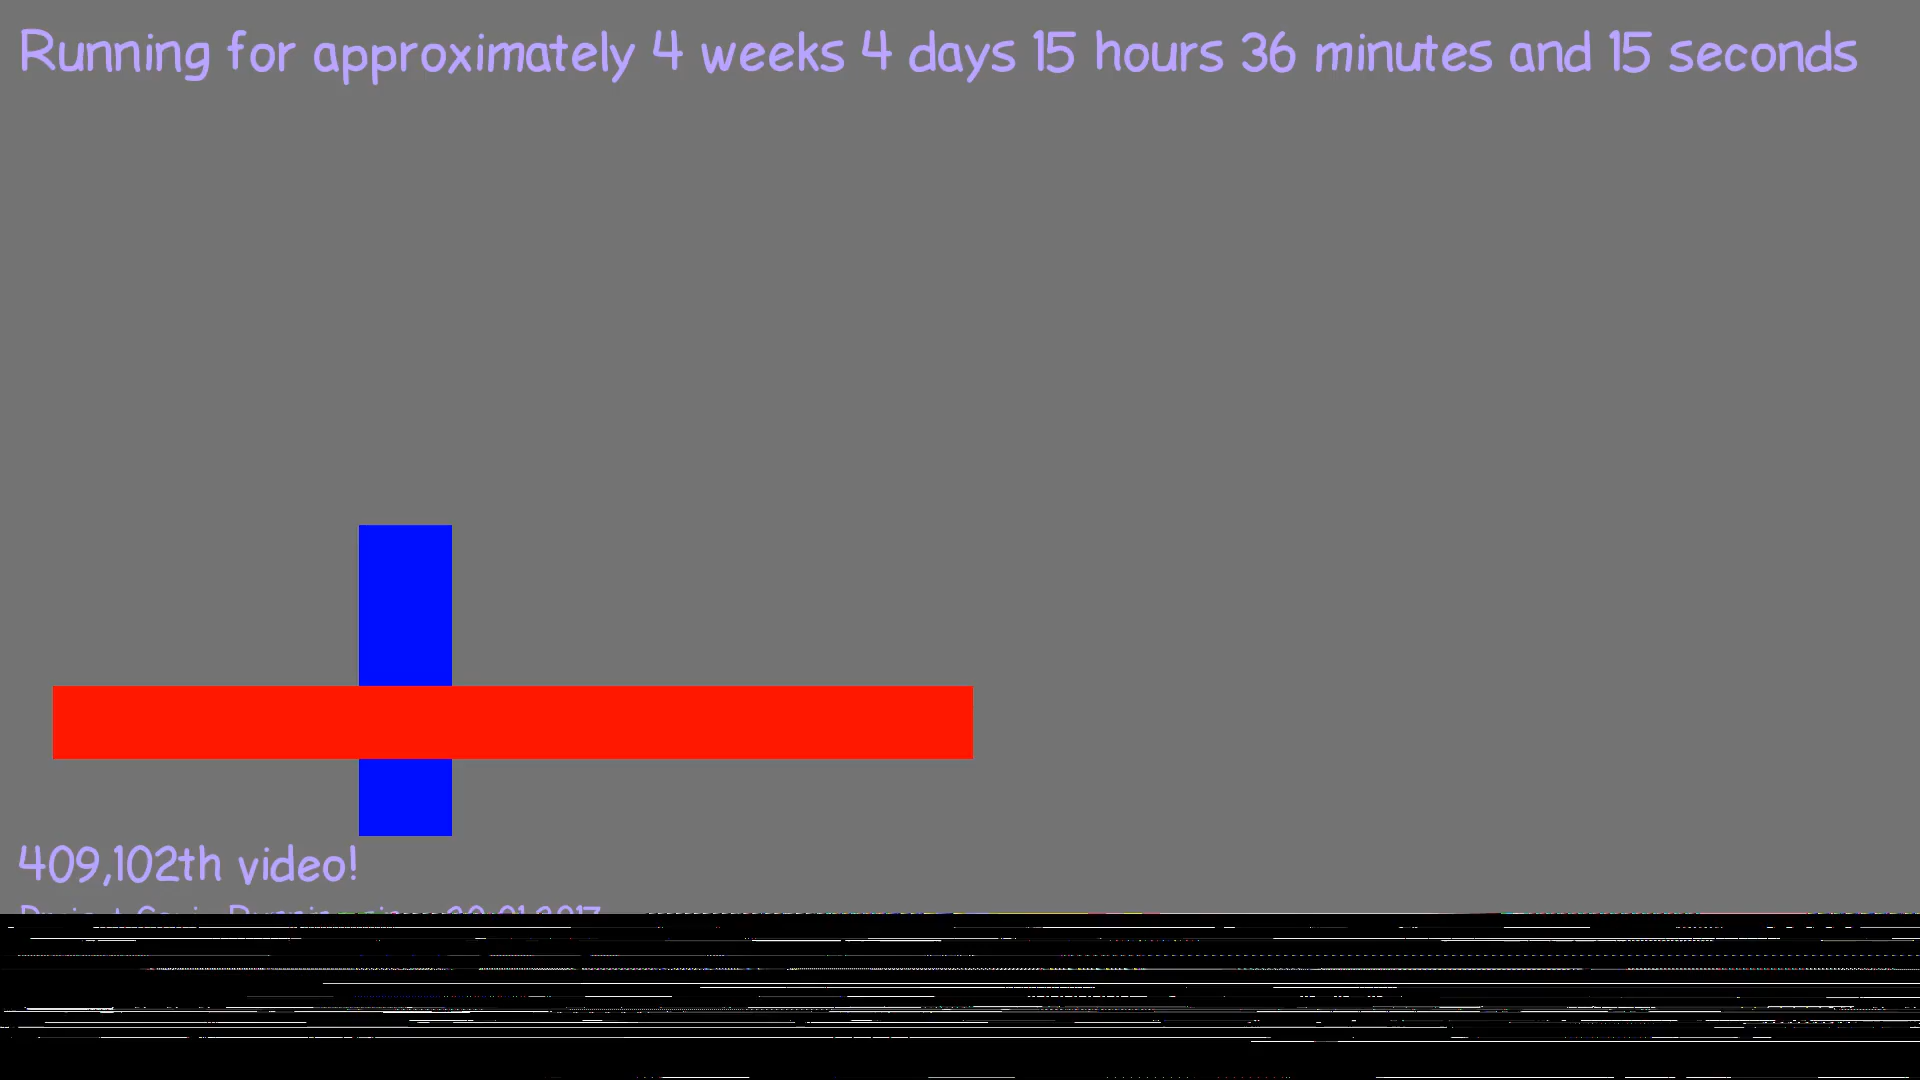 Running for approximately 4 weeks 4 days 15 hours 36 minutes and 15 seconds
409,102th video!